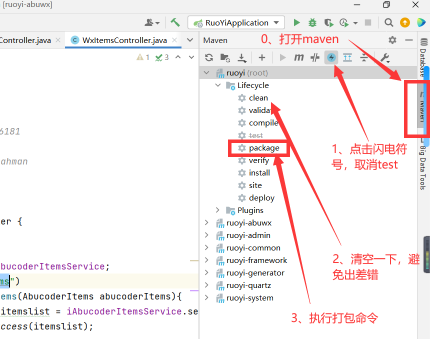 [ruoyi-abuwx]
RuoYiApplication
Controller.java
WxItemsController.java
Maven
0、打开maven
1
3
ruoyi (root)
Lifecycle
clean
validate
compile
test
package
verify
install
site
deploy
Plugins
ruoyi-abuwx
ruoyi-admin
ruoyi-common
ruoyi-framework
ruoyi-generator
ruoyi-quartz
ruoyi-system
1、点击闪电符
号，取消test
2、清空一下，避
免出差错
3、执行打包命令
Database
maven
Big Data Tools
6181
ahman
er {
abucoderItemsService;
ms")
tems(AbucoderItems abucoderItems){
itemslist = iAbucoderItemsService.se
ccess(itemslist);